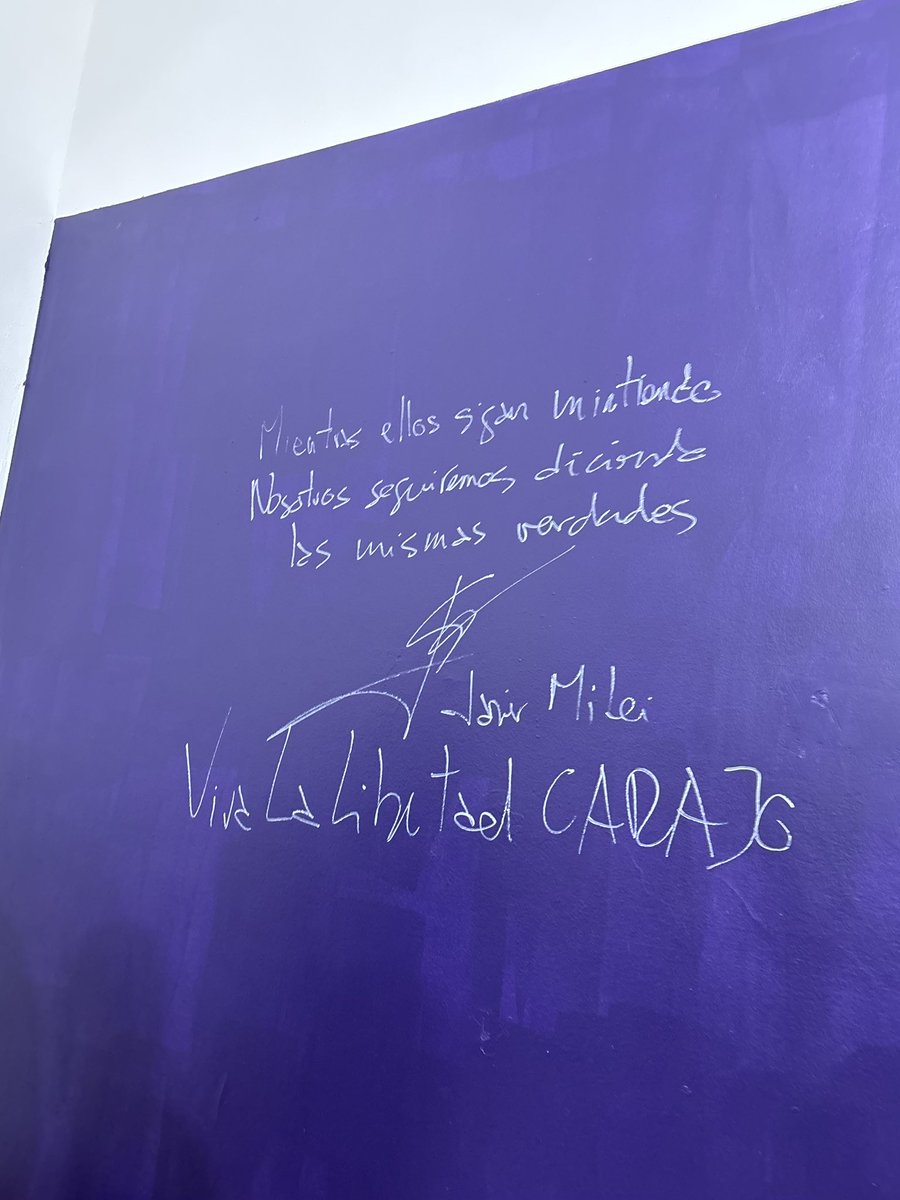 Mientras ellos sigan mintiendo
Nosotros seguiremos diciendo
las mismas verdades
Javier Milei
Viva La Libertad CARAJO